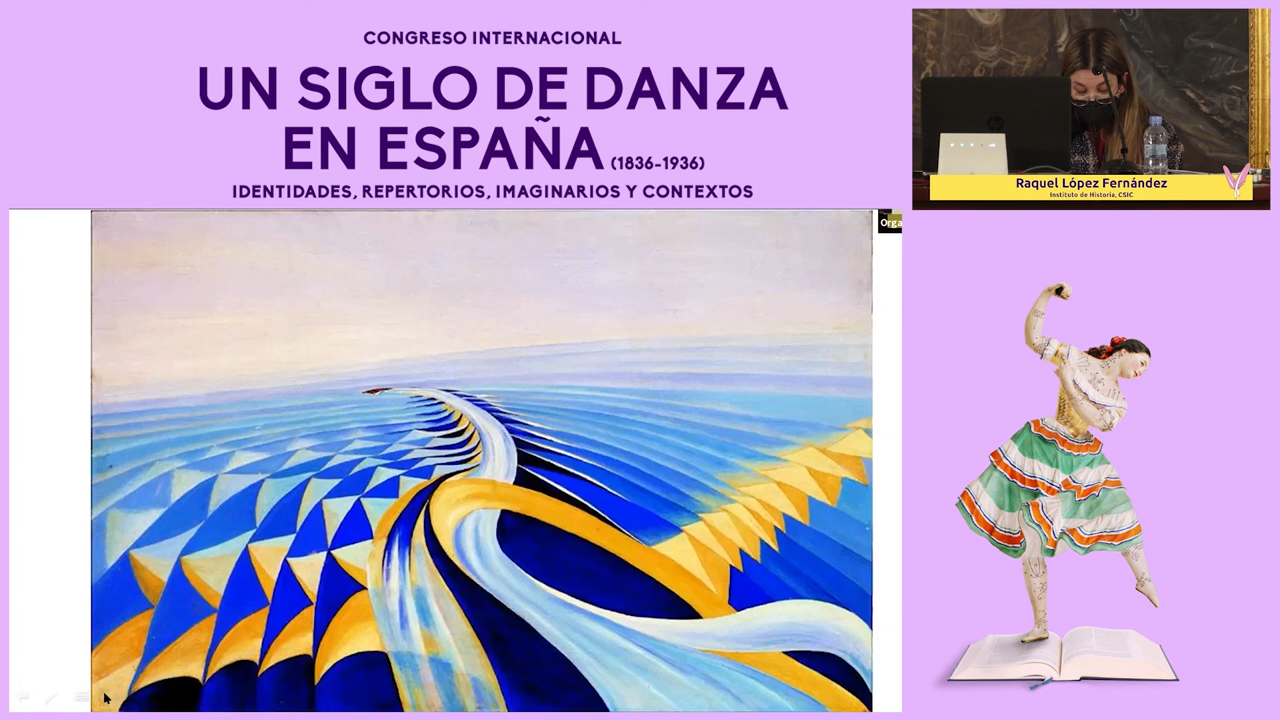 CONGRESO INTERNACIONAL
UN SIGLO DE DANZA
EN ESPAÑA (1836-1936)
IDENTIDADES, REPERTORIOS, IMAGINARIOS Y CONTEXTOS
Raquel López Fernández
Instituto de Historia, CSIC
Orga